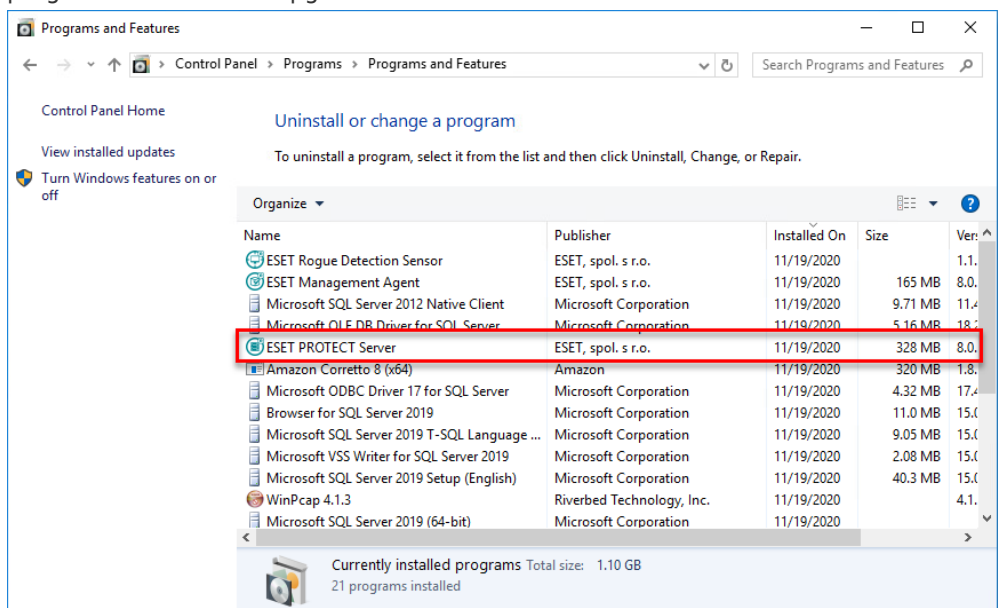 Programs and Features
Control Panel > Programs > Programs and Features
Search Programs and Features
Control Panel Home
View installed updates
Turn Windows features on or
off
Uninstall or change a program
To uninstall a program, select it from the list and then click Uninstall, Change, or Repair.
Organize
Name Publisher Installed On Size
ESET Rogue Detection Sensor ESET, spol. s r.o. 11/19/2020 1.1.
ESET Management Agent ESET, spol. s r.o. 11/19/2020 165 MB 8.0.
Microsoft SQL Server 2012 Native Client Microsoft Corporation 11/19/2020 9.71 MB 11.4
Microsoft OLE DB Driver for SQL Server Microsoft Corporation 11/19/2020 5.16 MB 18.2
ESET PROTECT Server ESET, spol. s r.o. 11/19/2020 328 MB 8.0.
Amazon Corretto 8 (x64) Amazon 11/19/2020 320 MB 1.8.
Microsoft ODBC Driver 17 for SQL Server Microsoft Corporation 11/19/2020 4.32 MB 17.4
Browser for SQL Server 2019 Microsoft Corporation 11/19/2020 11.0 MB 15.0
Microsoft SQL Server 2019 T-SQL Language ... Microsoft Corporation 11/19/2020 9.05 MB 15.0
Microsoft VSS Writer for SQL Server 2019 Microsoft Corporation 11/19/2020 2.08 MB 15.0
Microsoft SQL Server 2019 Setup (English) Microsoft Corporation 11/19/2020 40.3 MB 15.0
WinPcap 4.1.3 Riverbed Technology, Inc. 11/19/2020 4.1.
Microsoft SQL Server 2019 (64-bit) Microsoft Corporation 11/19/2020
Currently installed programs Total size: 1.10 GB
21 programs installed